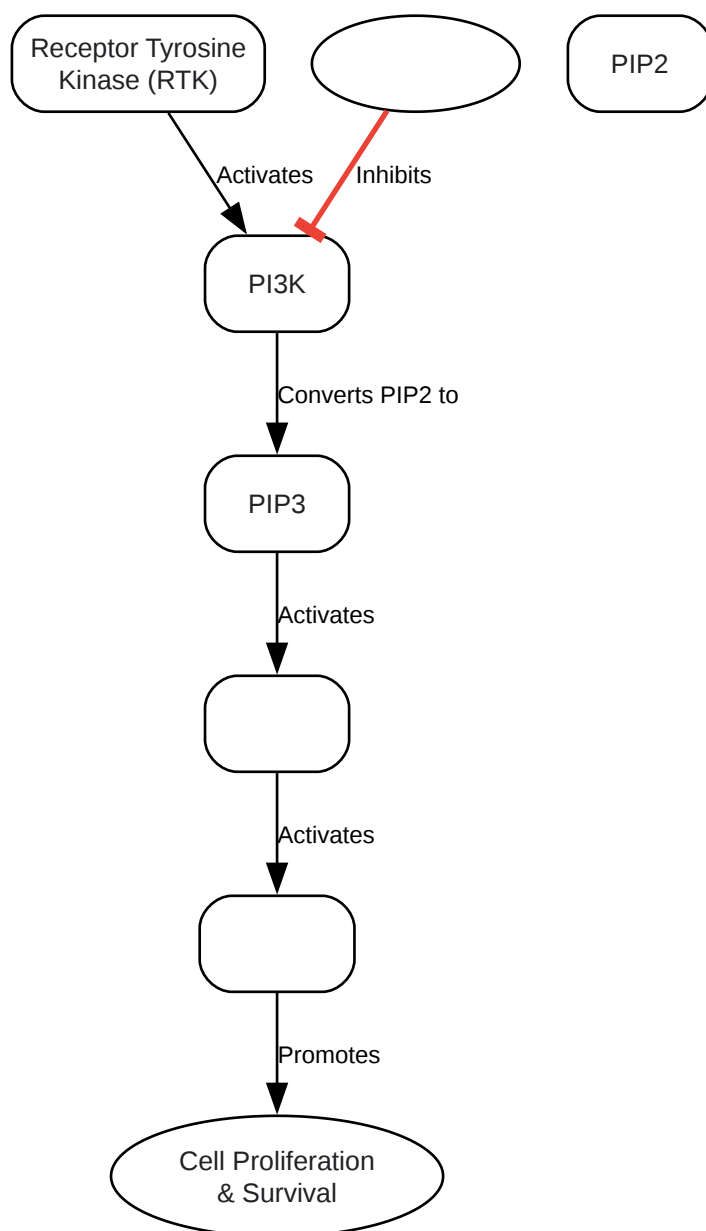 Receptor Tyrosine
Kinase (RTK)
PIP2
Activates
Inhibits
PI3K
Converts PIP2 to
PIP3
Activates
Activates
Promotes
Cell Proliferation
& Survival